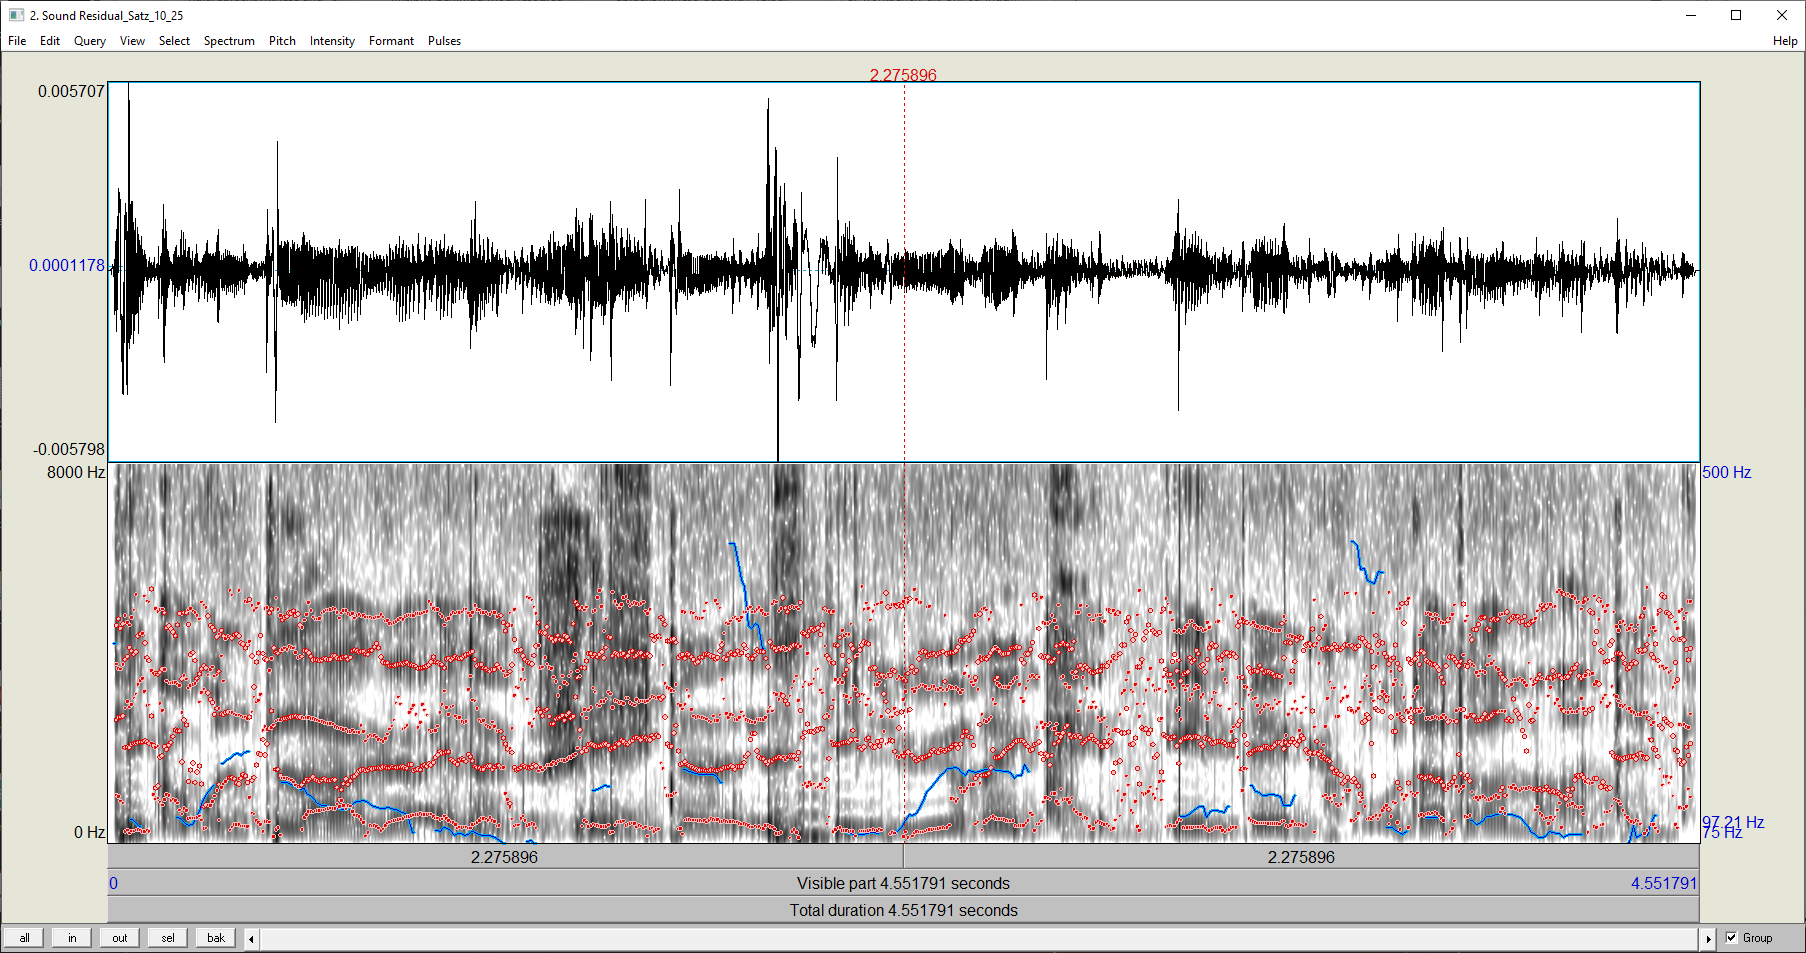 2. Sound Residual_Satz_10_25
File Edit Query View Select Spectrum Pitch Intensity Formant Pulses Help
2.275896
0.005707
0.0001178
-0.005798
8000 Hz
500 Hz
0 Hz
97.21 Hz
75 Hz
2.275896 2.275896
0 Visible part 4.551791 seconds 4.551791
Total duration 4.551791 seconds
all in out sel bak Group